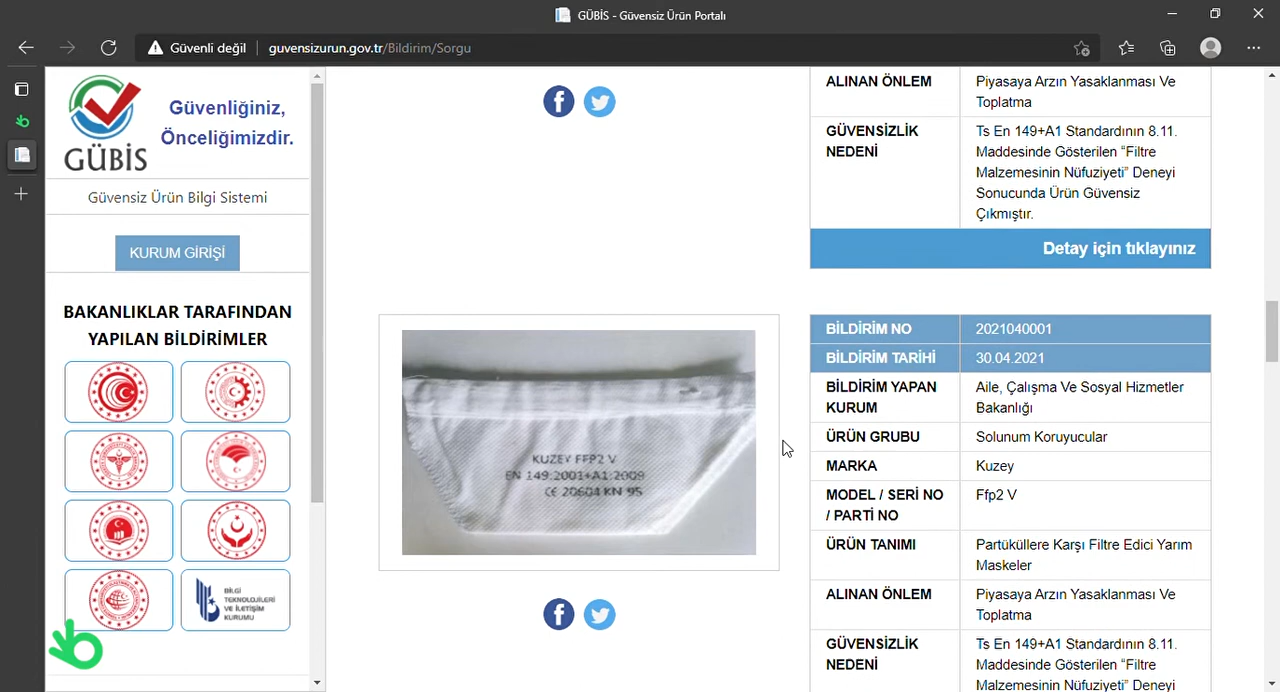 GÜBİS - Güvensiz Ürün Portalı
Güvenli değil
guvensizurun.gov.tr/Bildirim/Sorgu
GÜBİS
Güvenliğiniz,
Önceliğimizdir.
Güvensiz Ürün Bilgi Sistemi
KURUM GİRİŞİ
BAKANLIKLAR TARAFINDAN
YAPILAN BİLDİRİMLER
BİLGİ
TEKNOLOJİLERİ
VE İLETİŞİM
KURUMU
ALINAN ÖNLEM
Piyasaya Arzın Yasaklanması Ve
Toplatma
GÜVENSİZLİK
NEDENİ
Ts En 149+A1 Standardının 8.11.
Maddesinde Gösterilen “Filtre
Malzemesinin Nüfuziyeti” Deneyi
Sonucunda Ürün Güvensiz
Çıkmıştır.
Detay için tıklayınız
KUZEY FFP2 V
EN 149:2001+A1:2009
CE 20604 KN 95
BİLDİRİM NO
2021040001
BİLDİRİM TARİHİ
30.04.2021
BİLDİRİM YAPAN
KURUM
Aile, Çalışma Ve Sosyal Hizmetler
Bakanlığı
ÜRÜN GRUBU
Solunum Koruyucular
MARKA
Kuzey
MODEL / SERİ NO
/ PARTİ NO
Ffp2 V
ÜRÜN TANIMI
Partüküllere Karşı Filtre Edici Yarım
Maskeler
ALINAN ÖNLEM
Piyasaya Arzın Yasaklanması Ve
Toplatma
GÜVENSİZLİK
NEDENİ
Ts En 149+A1 Standardının 8.11.
Maddesinde Gösterilen “Filtre
Malzemesinin Nüfuziyeti” Deneyi